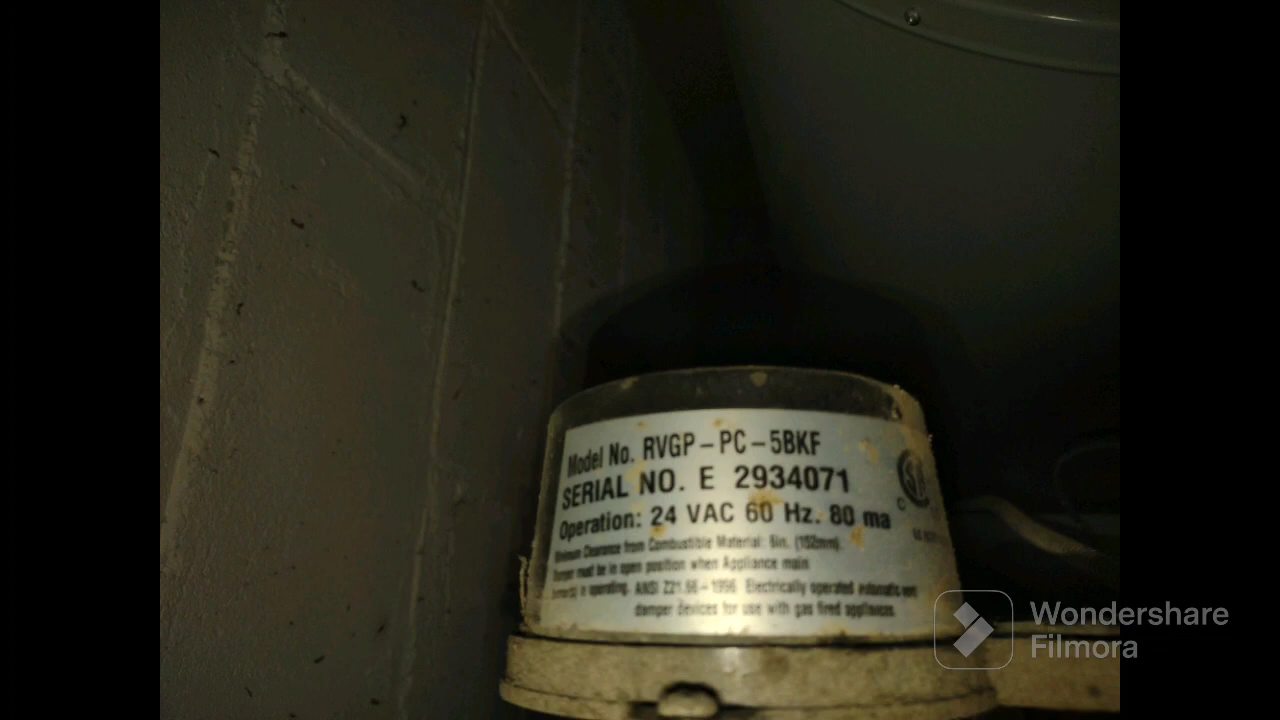 Model No. RVGP-PC-5BKF
SERIAL NO. E 2934071
Operation: 24 VAC 60 Hz. 80 ma
Minimum Clearance from Combustible Material: 6in. (152mm).
Damper must be in open position when Appliance main
burner(s) is operating. ANSI Z21.66-1996 Electrically operated automatic vent
damper devices for use with gas fired appliances.
Wondershare
Filmora